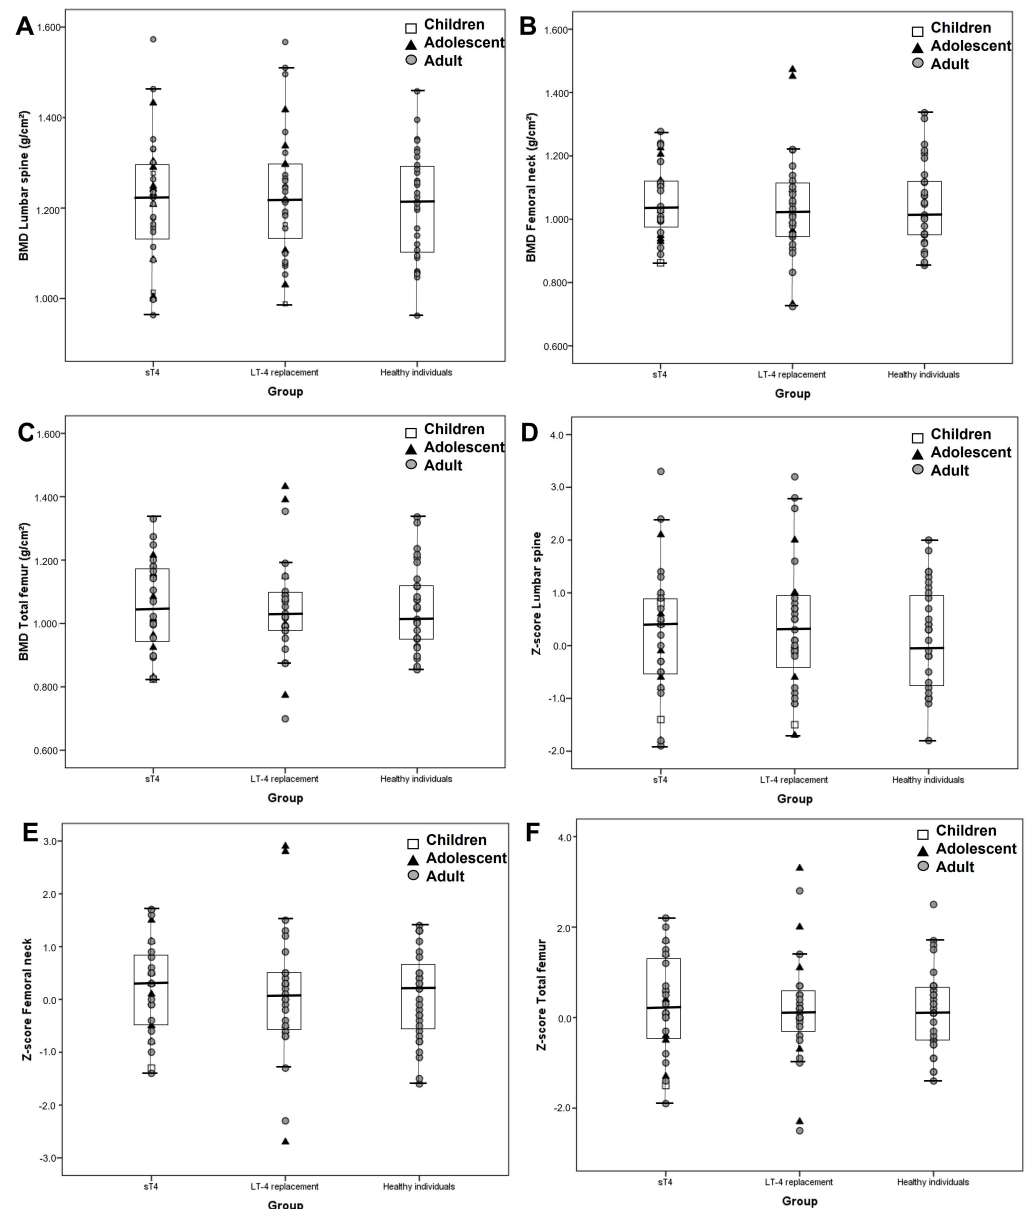 A
Children
Adolescent
Adult
1.600
1.400
1.200
1.000
BMD Lumbar spine (g/cm²)
sT4
LT-4 replacement
Healthy individuals
Group
B
Children
Adolescent
Adult
1.600
1.400
1.200
1.000
0.800
0.600
BMD Femoral neck (g/cm²)
sT4
LT-4 replacement
Healthy individuals
Group
C
Children
Adolescent
Adult
1.600
1.400
1.200
1.000
0.800
0.600
BMD Total femur (g/cm²)
sT4
LT-4 replacement
Healthy individuals
Group
D
Children
Adolescent
Adult
4.0
3.0
2.0
1.0
0.0
-1.0
-2.0
Z-score Lumbar spine
sT4
LT-4 replacement
Healthy individuals
Group
E
Children
Adolescent
Adult
3.0
2.0
1.0
0.0
-1.0
-2.0
-3.0
Z-score Femoral neck
sT4
LT-4 replacement
Healthy individuals
Group
F
Children
Adolescent
Adult
4.0
2.0
0.0
-2.0
Z-score Total femur
sT4
LT-4 replacement
Healthy individuals
Group